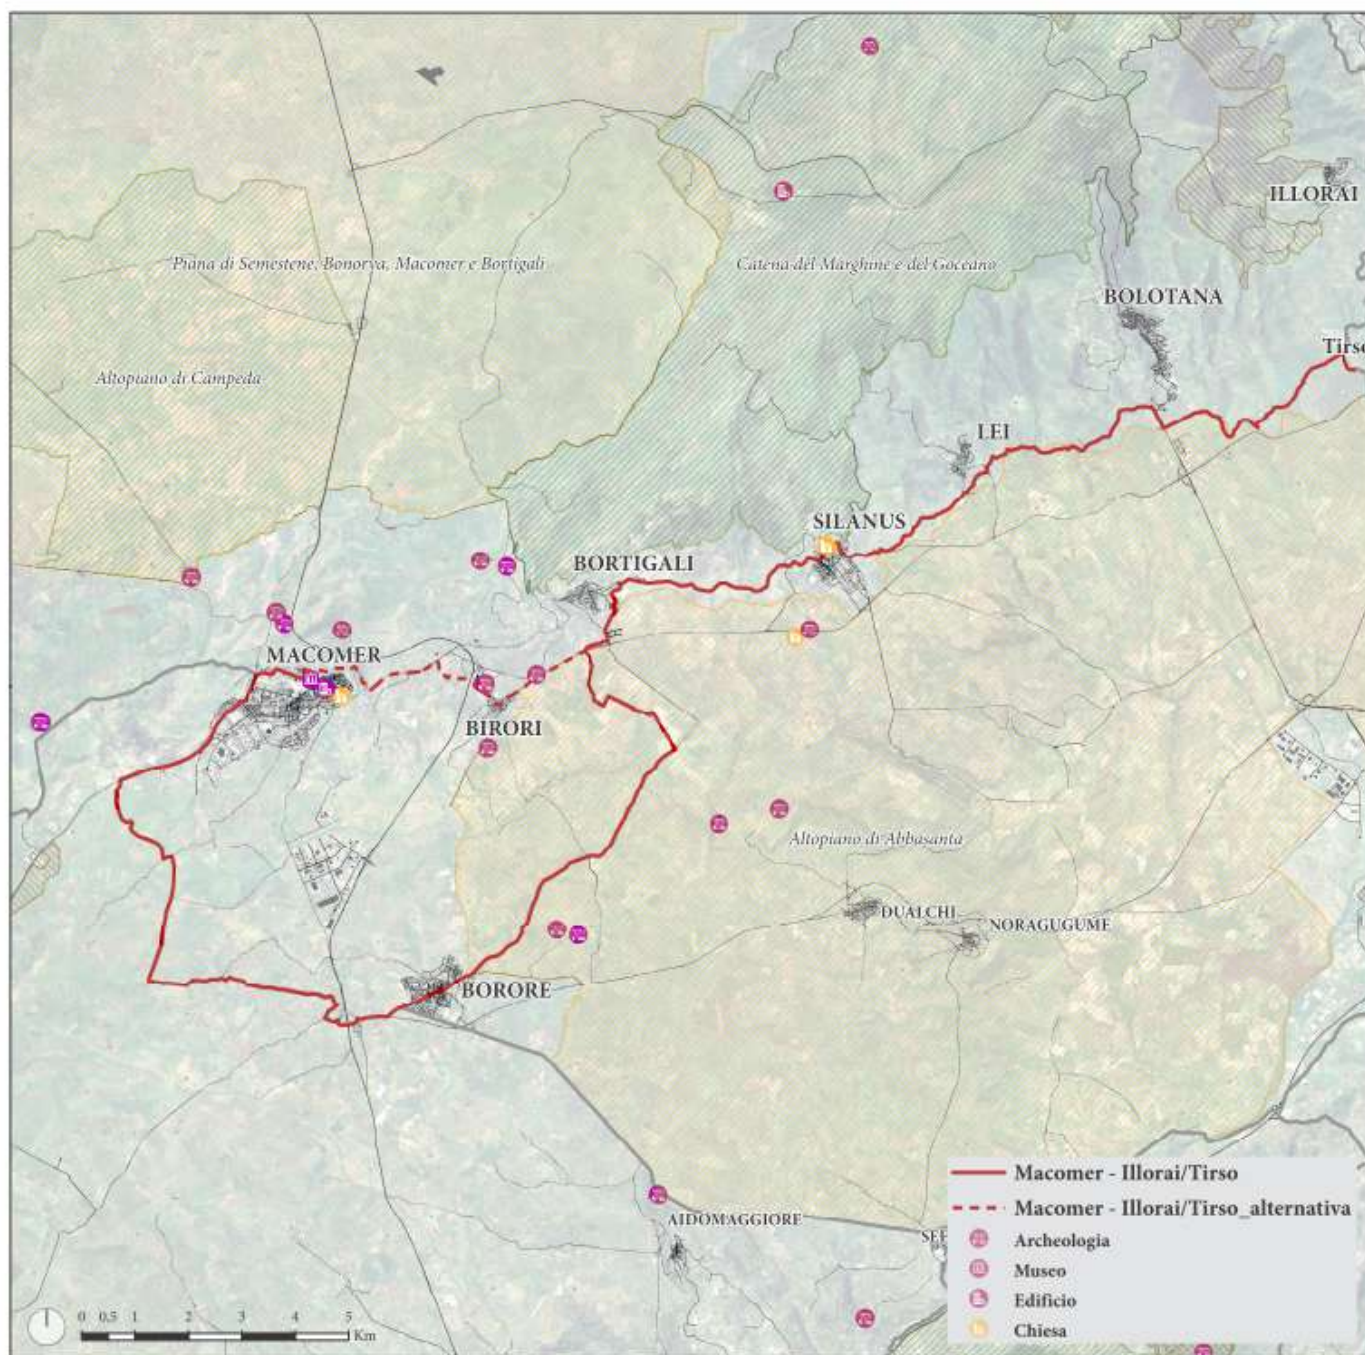 ILLORAI
Piana di Semestene, Bonorva, Macomer e Bortigali
Catena del Marghine e del Goceano
BOLOTANA
Tirso
Altopiano di Campeda
LEI
SILANUS
BORTIGALI
MACOMER
BIRORI
Altopiano di Abbasanta
DUALCHI
NORAGUGUME
BORORE
AIDOMAGGIORE
Macomer - Illorai/Tirso
Macomer - Illorai/Tirso_alternativa
Archeologia
Museo
Edificio
Chiesa
0 0,5 1 2 3 4 5
Km